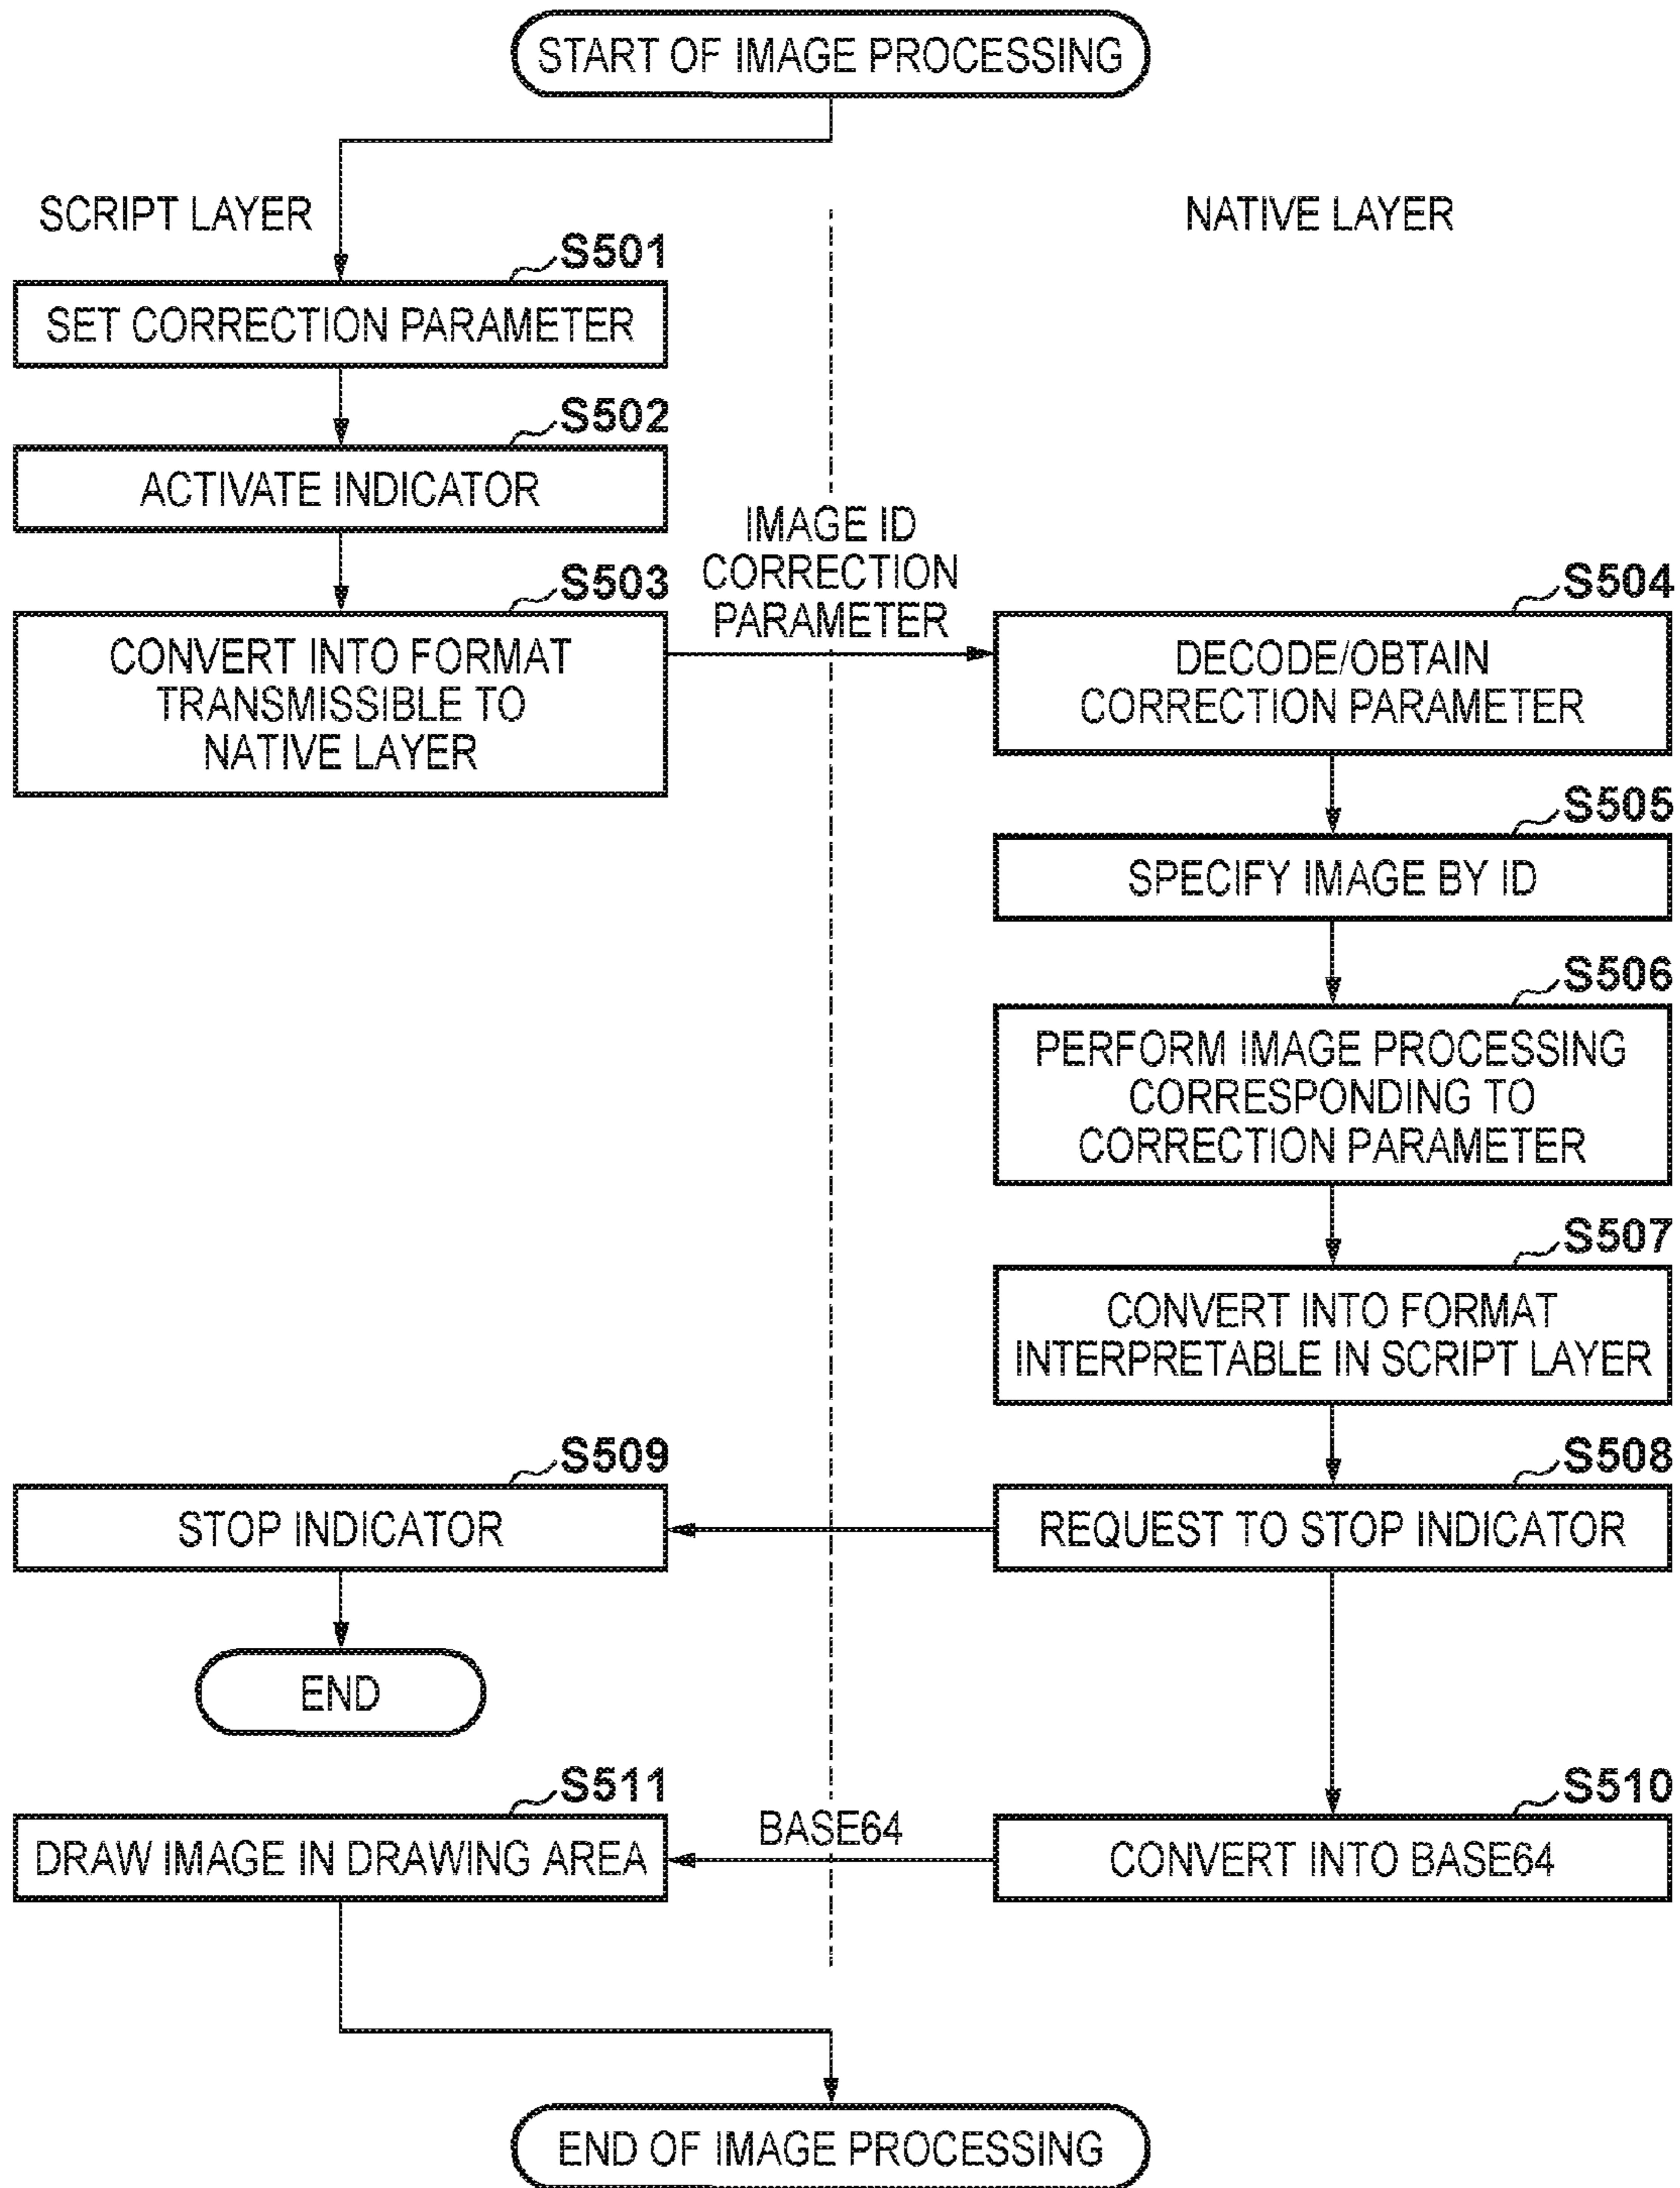 START OF IMAGE PROCESSING
SCRIPT LAYER
NATIVE LAYER
S501
SET CORRECTION PARAMETER
S502
ACTIVATE INDICATOR
S503
CONVERT INTO FORMAT
TRANSMISSIBLE TO
NATIVE LAYER
IMAGE ID
CORRECTION
PARAMETER
S504
DECODE/OBTAIN
CORRECTION PARAMETER
S505
SPECIFY IMAGE BY ID
S506
PERFORM IMAGE PROCESSING
CORRESPONDING TO
CORRECTION PARAMETER
S507
CONVERT INTO FORMAT
INTERPRETABLE IN SCRIPT LAYER
S508
REQUEST TO STOP INDICATOR
S509
STOP INDICATOR
END
S510
CONVERT INTO BASE64
BASE64
S511
DRAW IMAGE IN DRAWING AREA
END OF IMAGE PROCESSING